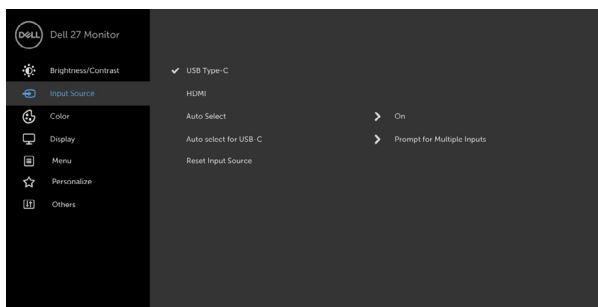 DELL Dell 27 Monitor
Brightness/Contrast
USB Type-C
Input Source
HDMI
Color
Auto Select
On
Display
Auto select for USB-C
Prompt for Multiple Inputs
Menu
Reset Input Source
Personalize
Others